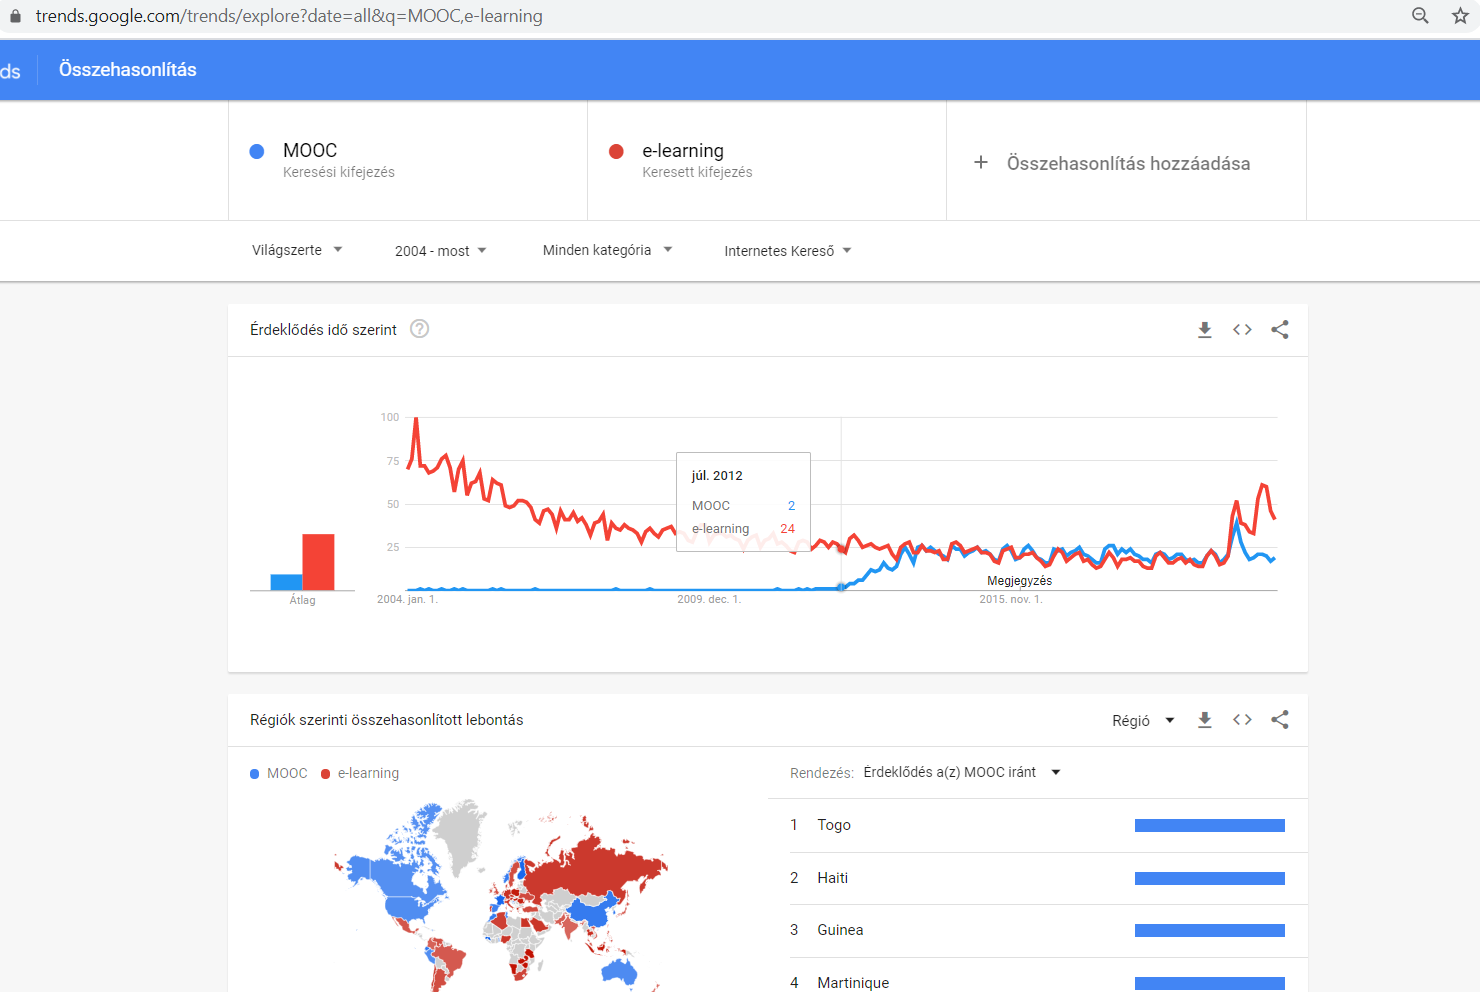 trends.google.com/trends/explore?date=all&q=MOOC,e-learning
ds Összehasonlítás
MOOC
Keresési kifejezés
e-learning
Keresett kifejezés
+ Összehasonlítás hozzáadása
Világszerte
2004 - most
Minden kategória
Internetes Kereső
Érdeklődés idő szerint ?
100
75
50
25
júl. 2012
MOOC 2
e-learning 24
Megjegyzés
Átlag
2004. jan. 1.
2009. dec. 1.
2015. nov. 1.
Régiók szerinti összehasonlított lebontás
Régió
MOOC e-learning
Rendezés: Érdeklődés a(z) MOOC iránt
1 Togo
2 Haiti
3 Guinea
4 Martinique